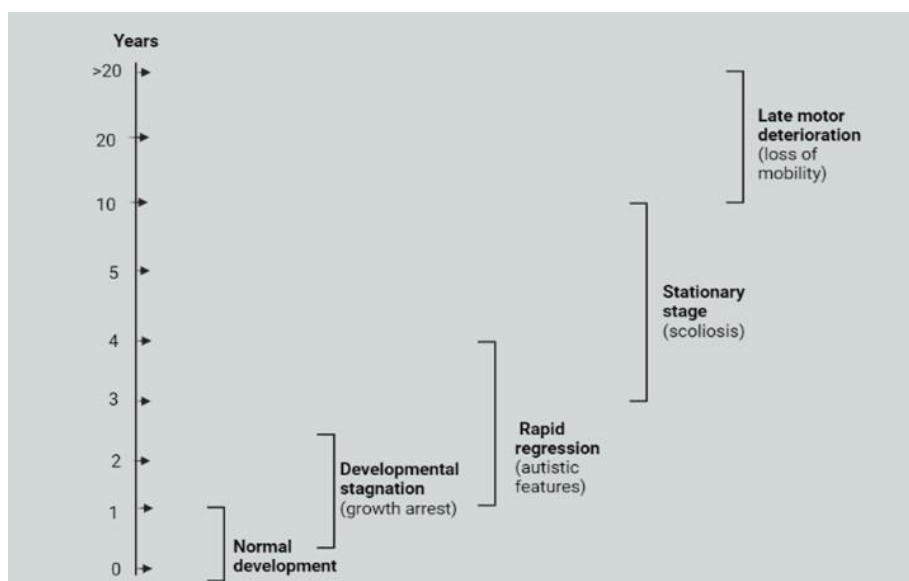 Years
>20
20
10
5
4
3
2
1
0
Late motor
deterioration
(loss of
mobility)
Stationary
stage
(scoliosis)
Rapid
regression
(autistic
features)
Developmental
stagnation
(growth arrest)
Normal
development